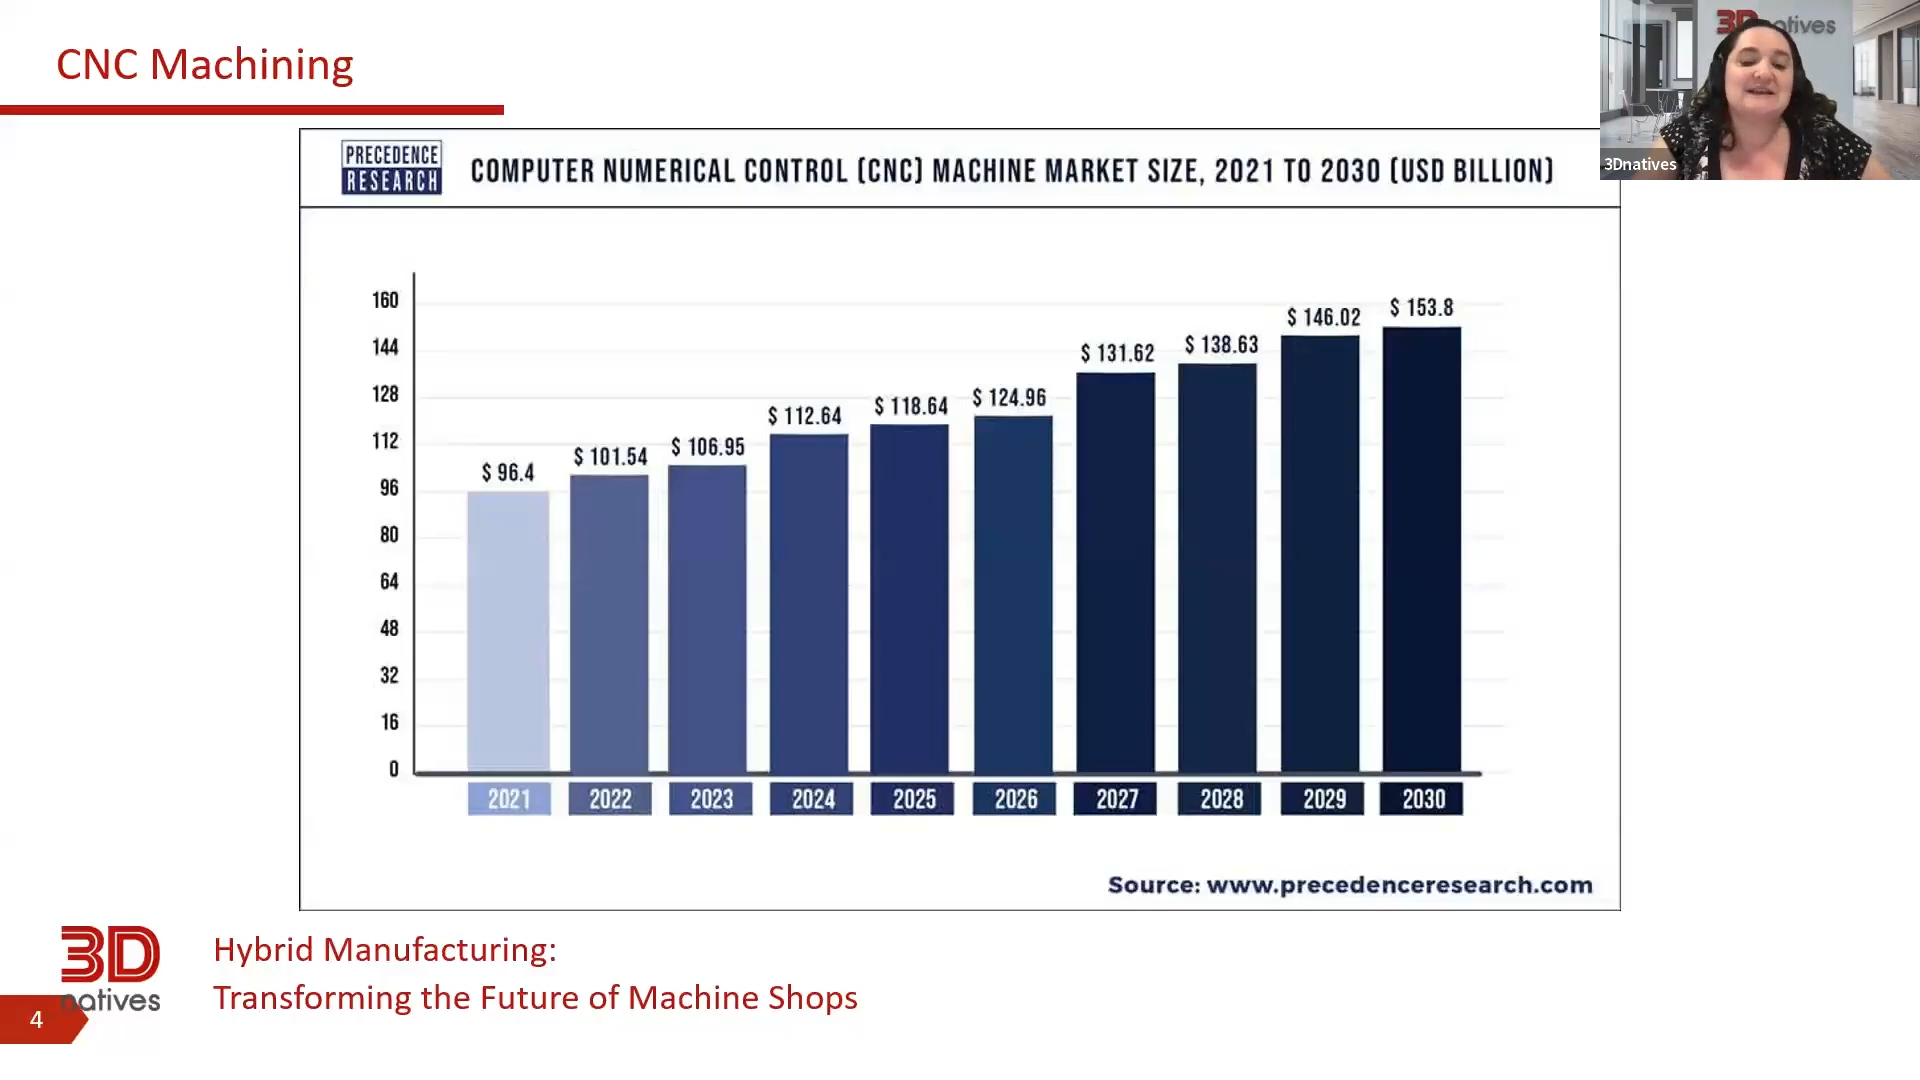 CNC Machining
3D natives
3Dnatives
PRECEDENCE
RESEARCH
COMPUTER NUMERICAL CONTROL (CNC) MACHINE MARKET SIZE, 2021 TO 2030 (USD BILLION)
160
144
128
112
96
80
64
48
32
16
0
$ 96.4
$ 101.54
$ 106.95
$ 112.64
$ 118.64
$ 124.96
$ 131.62
$ 138.63
$ 146.02
$ 153.8
2021
2022
2023
2024
2025
2026
2027
2028
2029
2030
Source: www.precedenceresearch.com
3D
natives
Hybrid Manufacturing:
Transforming the Future of Machine Shops
4